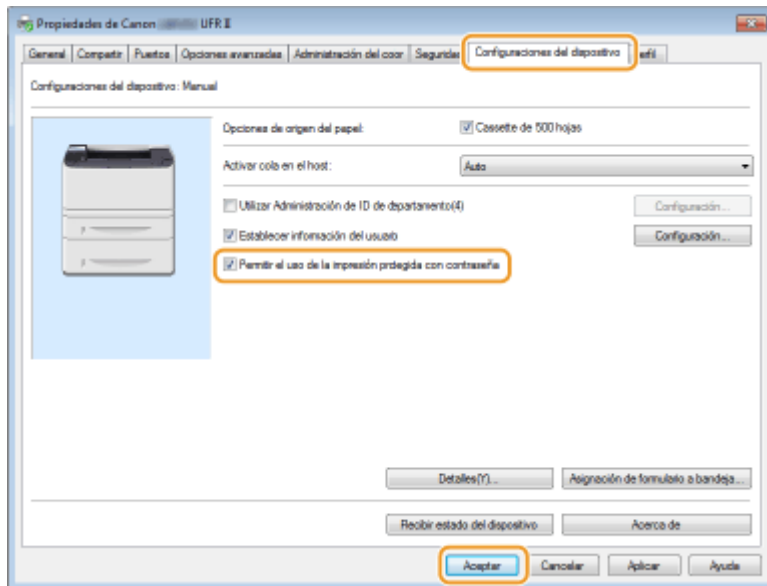 Propiedades de Canon UFR II
General Compartir Puertos Opciones avanzadas Administración del coor Seguridad Configuraciones del dispositivo erfil
Configuraciones del dispositivo: Manual
Opciones de origen del papel: Cassette de 500 hojas
Activar cola en el host: Auto
Utilizar Administración de ID de departamento(4) Configuración...
Establecer información del usuario Configuración...
Permitir el uso de la impresión protegida con contraseña
Detalles(Y)... Asignación de formulario a bandeja...
Recibir estado del dispositivo Acerca de
Aceptar Cancelar Aplicar Ayuda